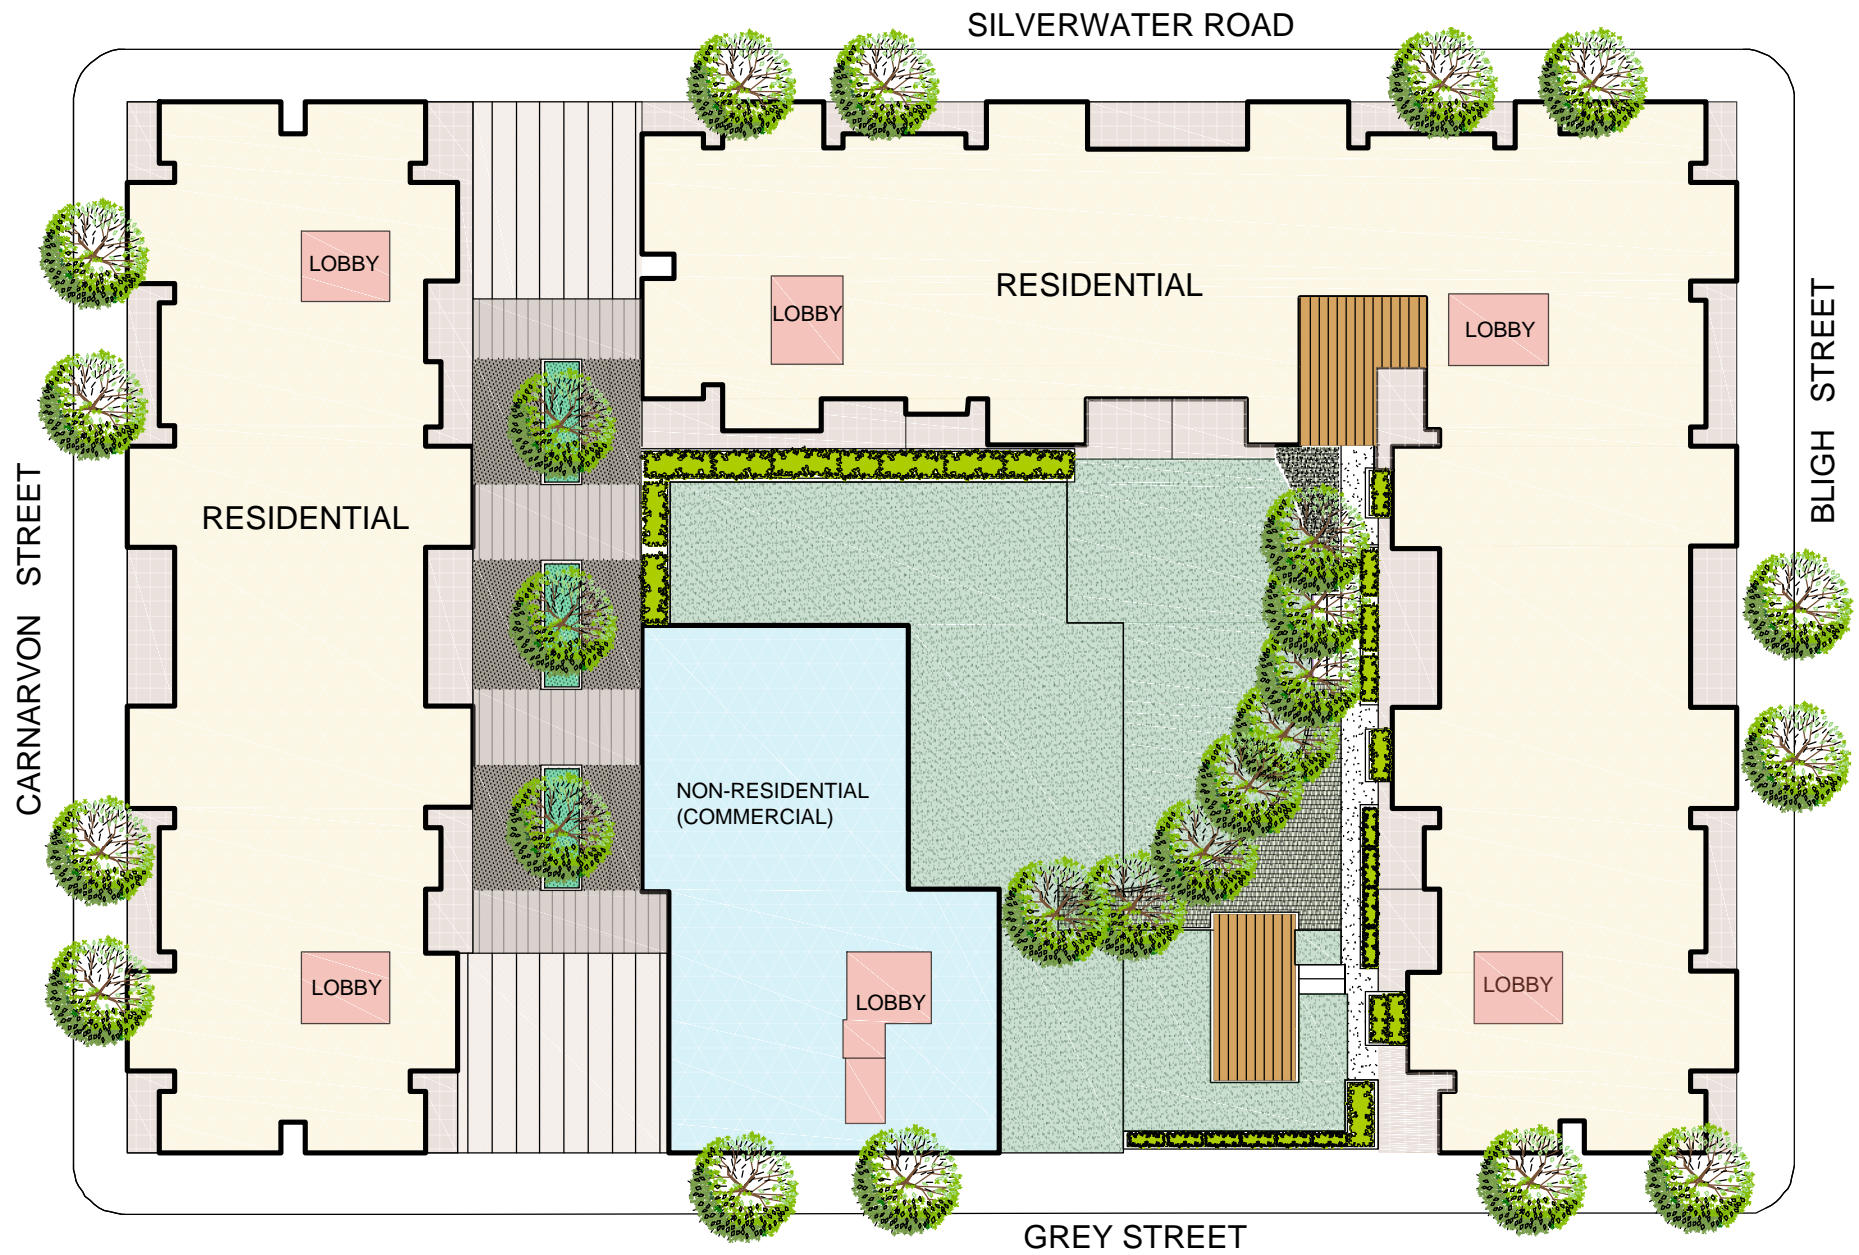 SILVERWATER ROAD
LOBBY
RESIDENTIAL
LOBBY
LOBBY
BLIGH STREET
CARNARVON STREET
RESIDENTIAL
NON-RESIDENTIAL
(COMMERCIAL)
LOBBY
LOBBY
LOBBY
GREY STREET